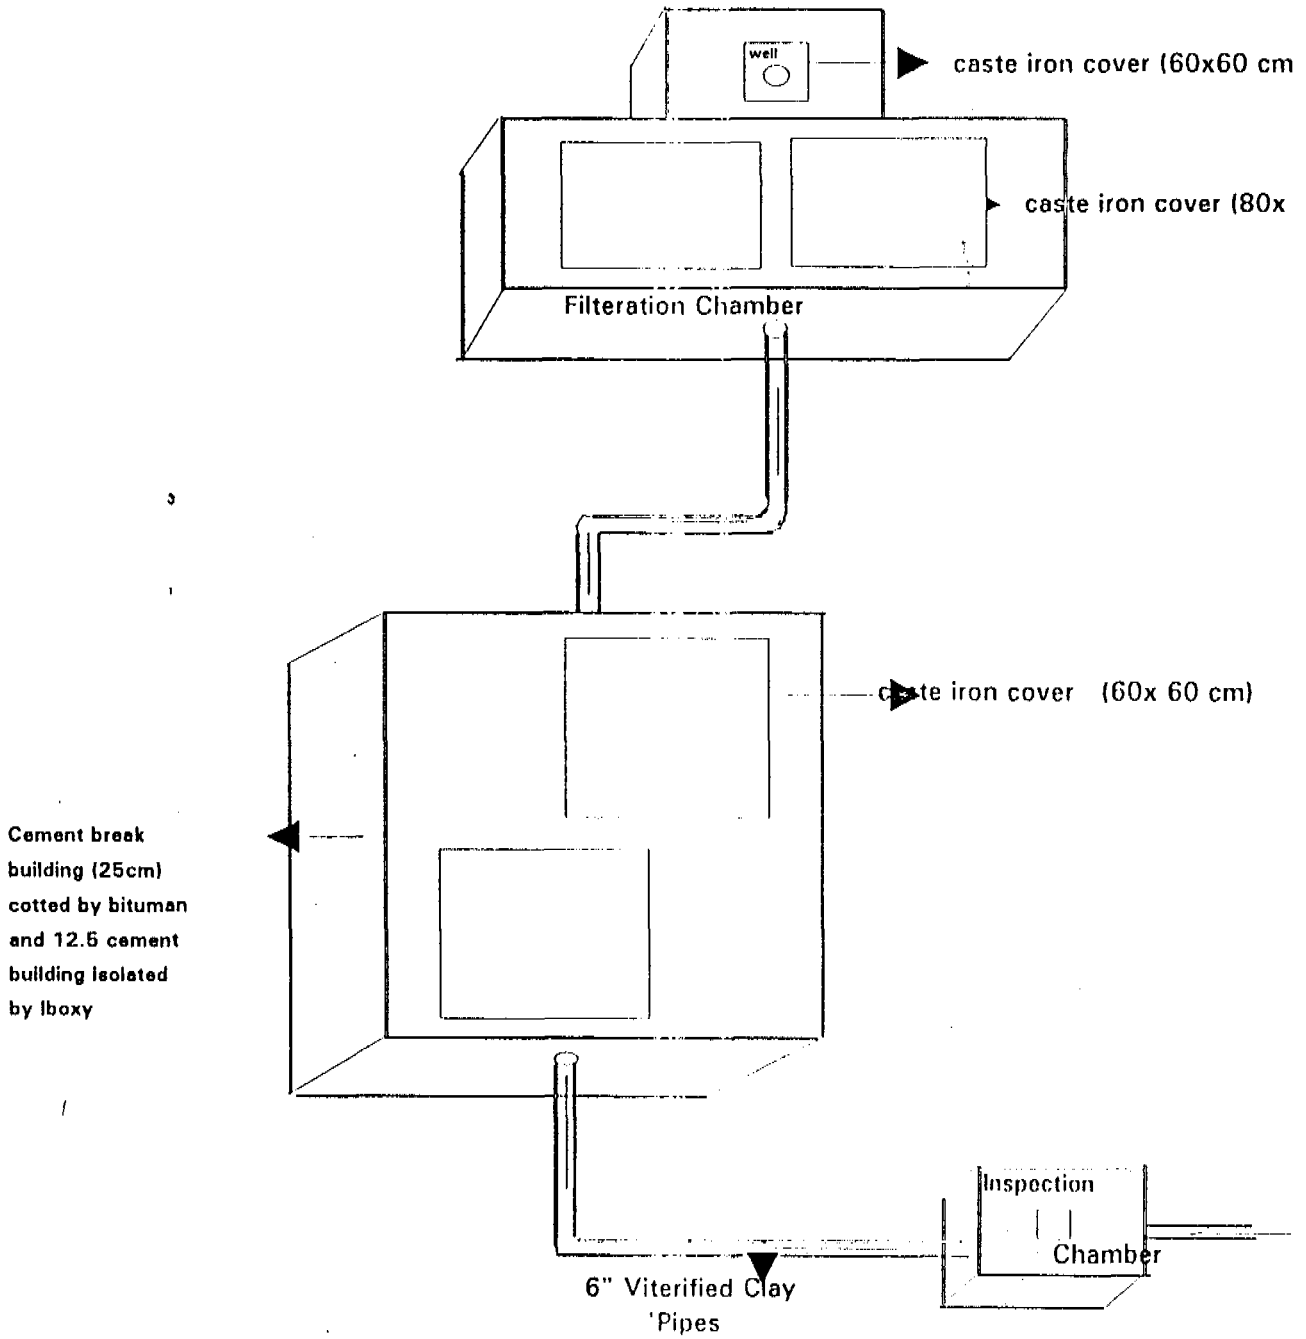 well
caste iron cover (60x60 cm
caste iron cover (80x
Filteration Chamber
caste iron cover (60x 60 cm)
Cement break
building (25cm)
cotted by bituman
and 12.5 cement
building isolated
by Iboxy
Inspection
Chamber
6" Viterified Clay
'Pipes